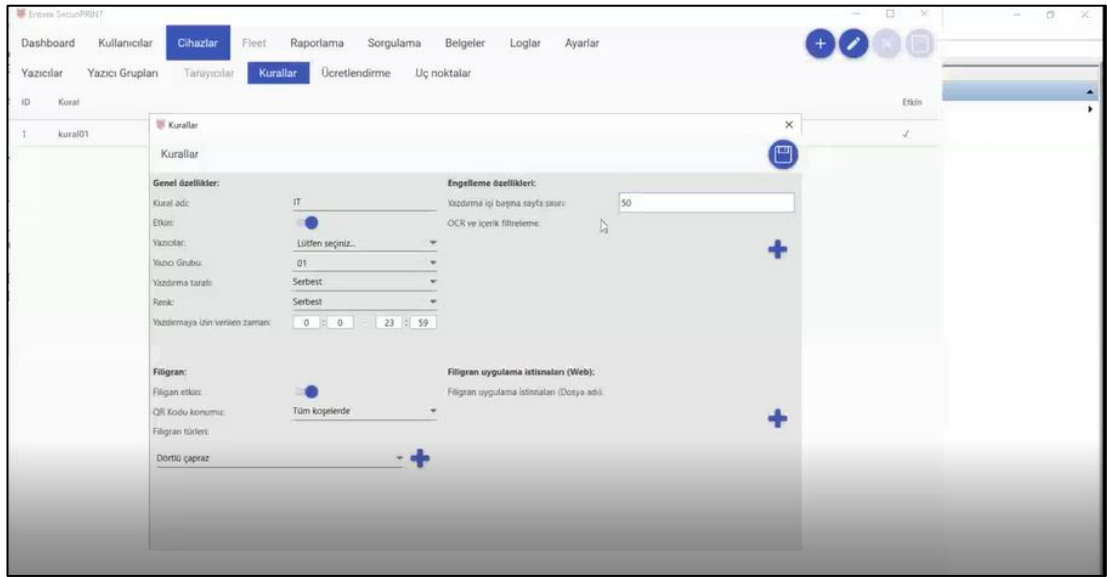 Entora SecurPRINT
Dashboard Kullanıcılar Cihazlar Fleet Raporlama Sorgulama Belgeler Loglar Ayarlar
Yazıcılar Yazıcı Grupları Tarayıcılar Kurallar Ücretlendirme Uç noktalar
ID Kural Etkin
1 kural01 √
Kurallar
Kurallar
Genel özellikler: Engelleme özellikleri:
Kural adı: IT Yazdırma işi başına sayfa sınırı: 50
Etkin: OCR ve içerik filtreleme:
Yazıcılar: Lütfen seçiniz...
Yazıcı Grubu: 01
Yazdırma tarafı: Serbest
Renk: Serbest
Yazdırmaya izin verilen zaman: 0 : 0 - 23 : 59
Filigran: Filigran uygulama istisnaları (Web):
Filigan etkin: Filigran uygulama istisnaları (Dosya adı):
QR Kodu konumu: Tüm koşelerde
Filigran türleri:
Dörtlü çapraz